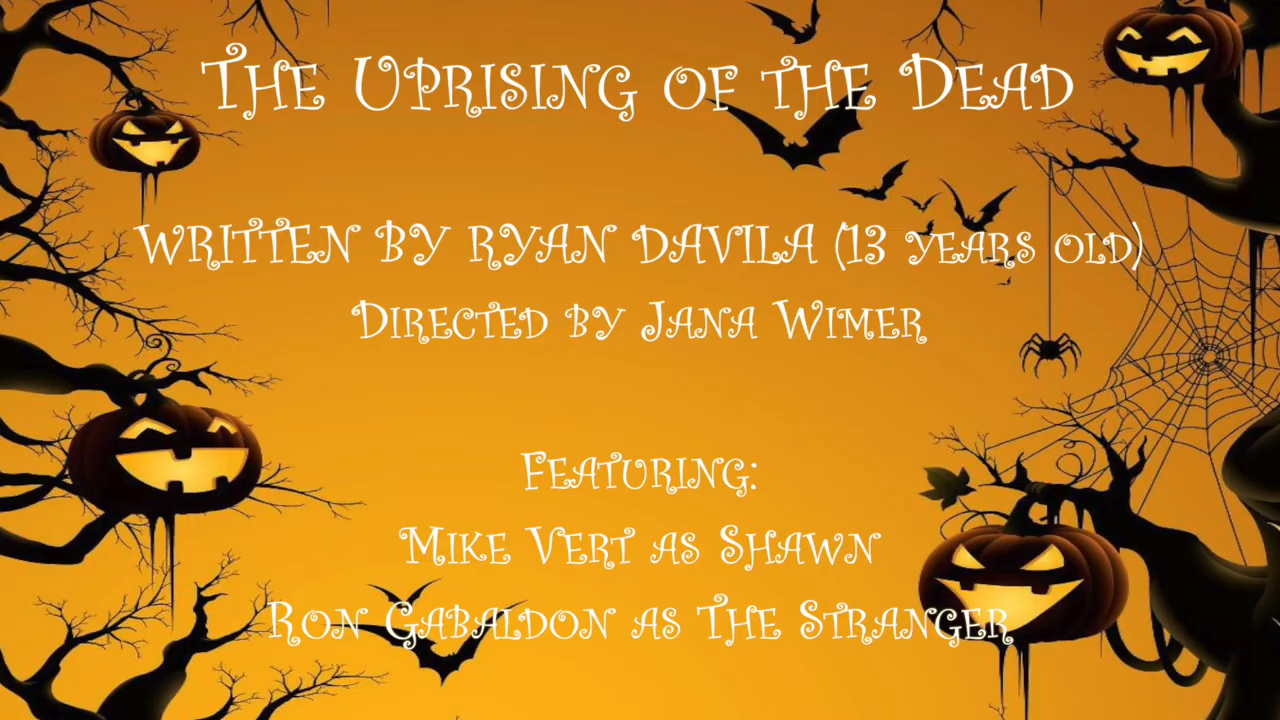 The Uprising of the Dead
WRITTEN BY RYAN DAVILA (13 years old)
Directed by Jana Wimer
Featuring:
Mike Vert as Shawn
Ron Gabaldon as The Stranger